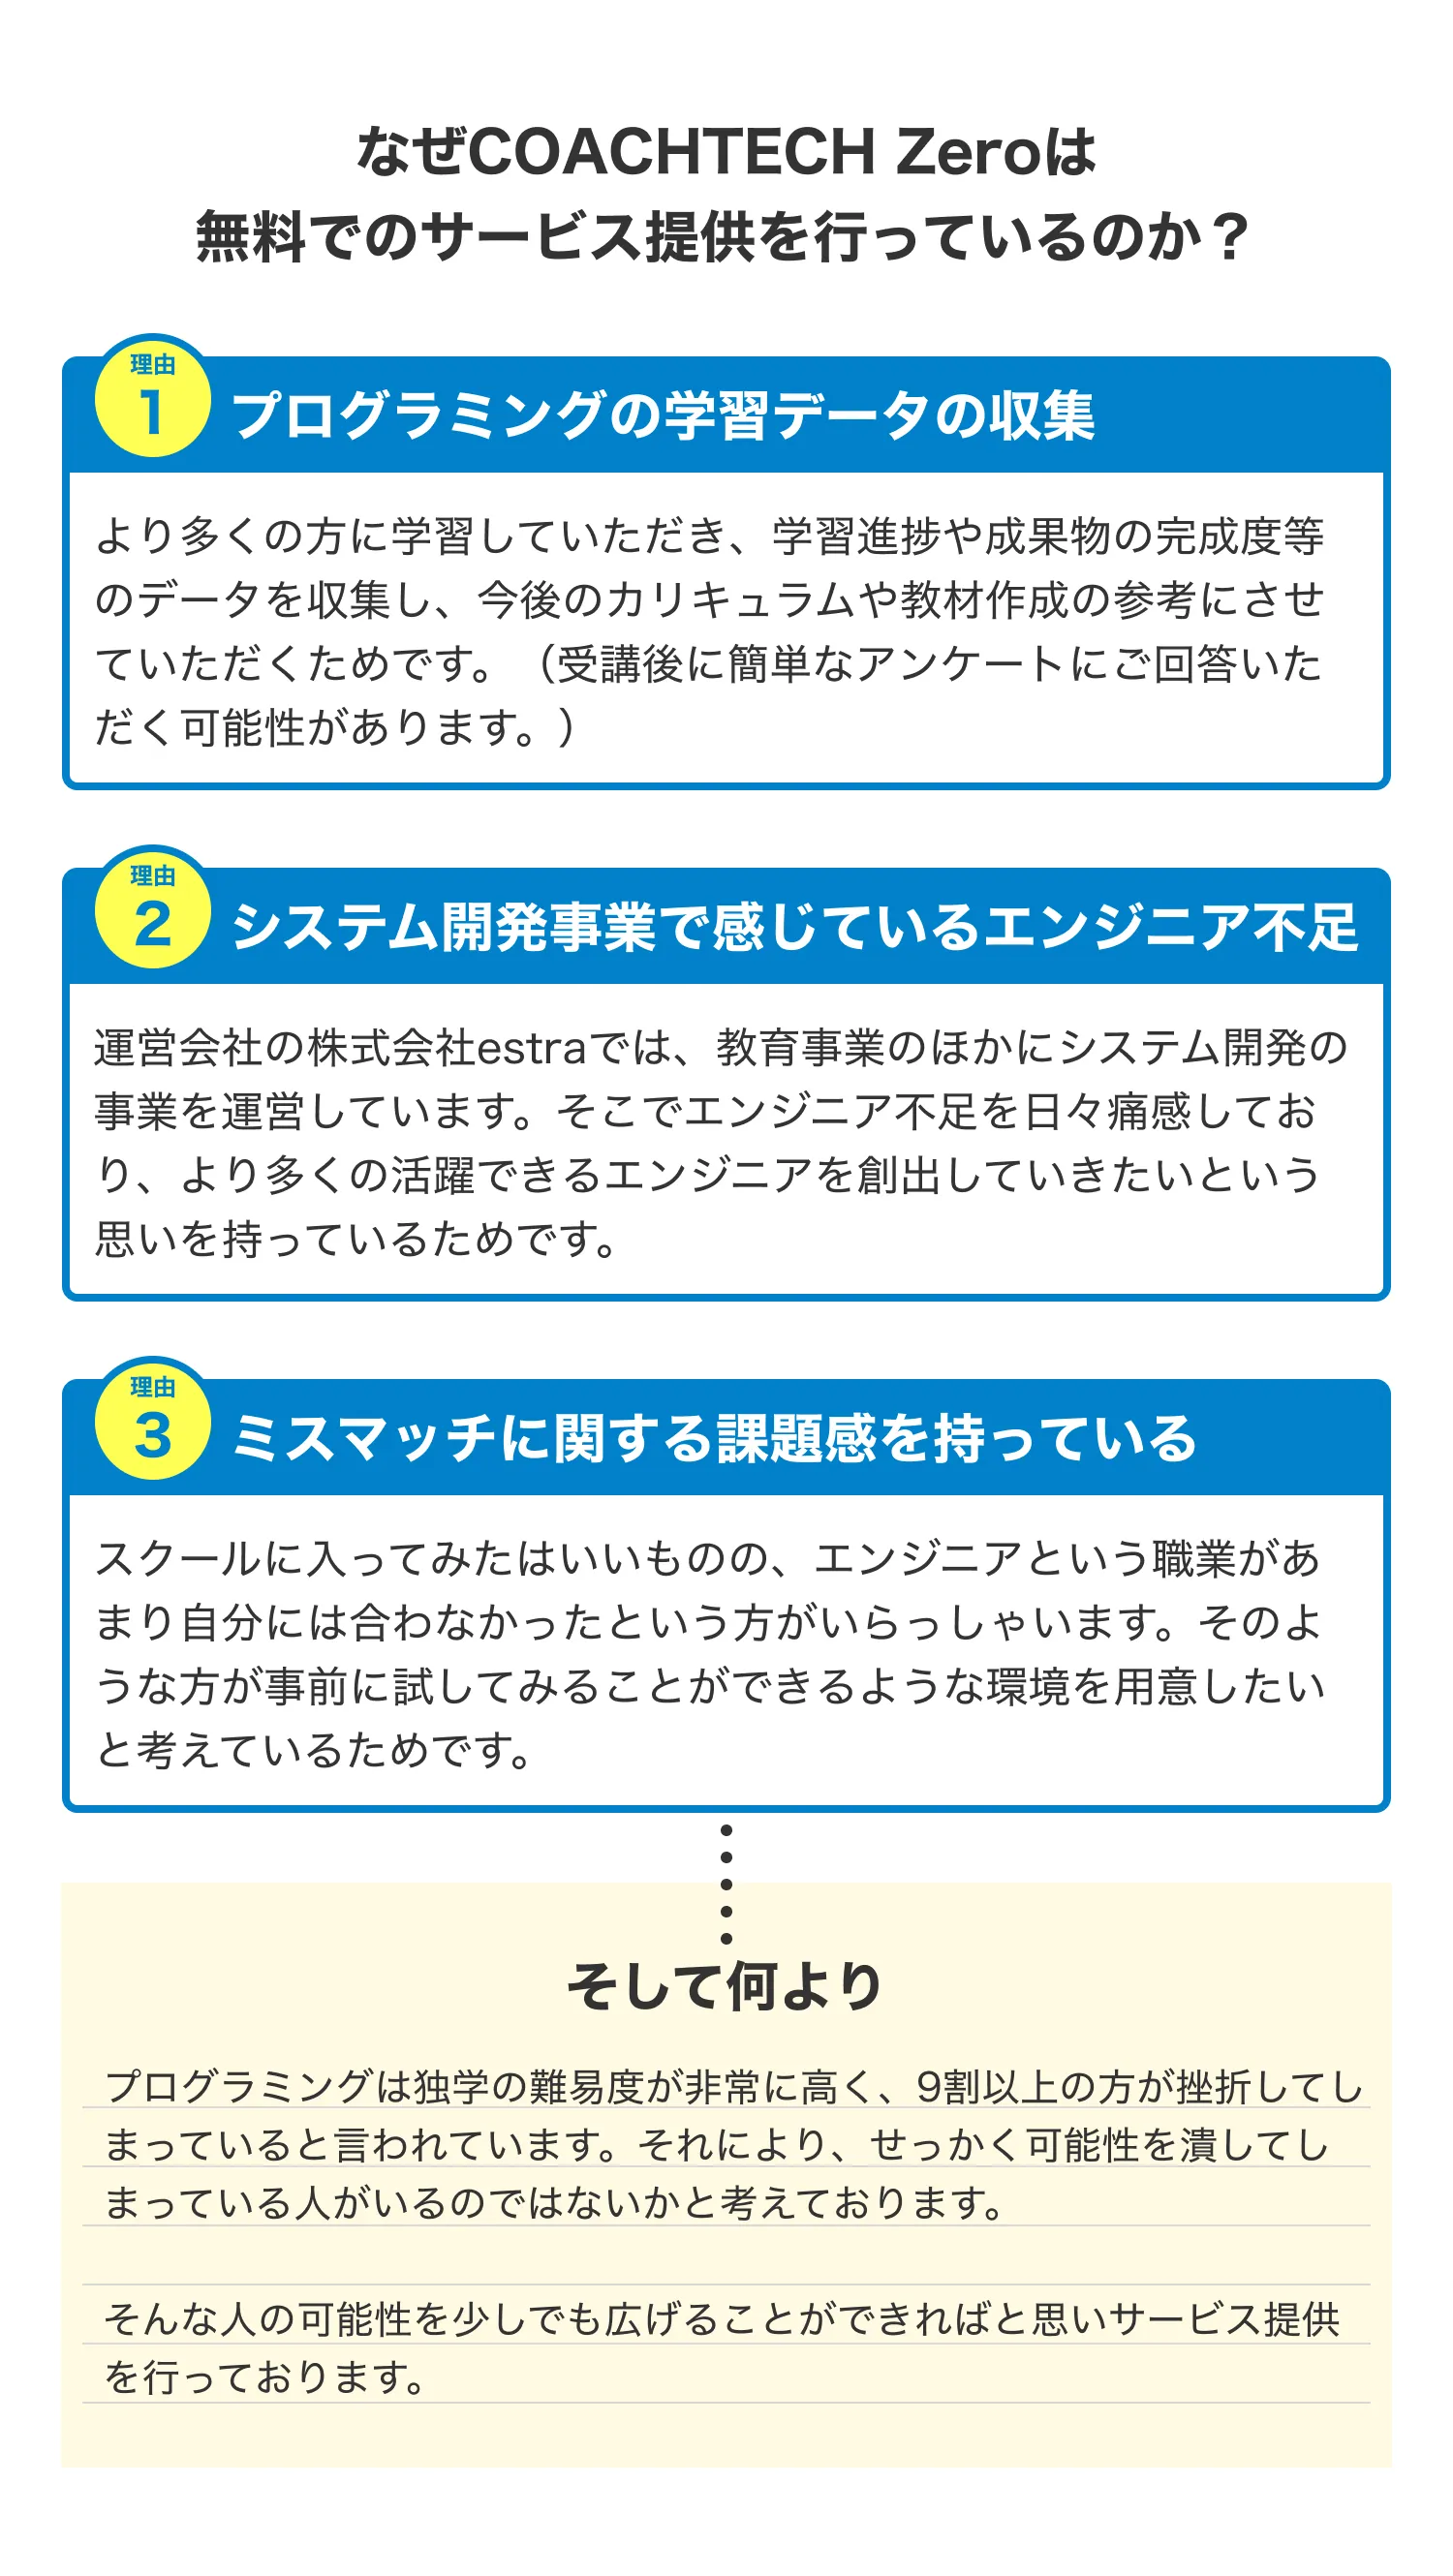 なぜCOACHTECH Zeroは
無料でのサービス提供を行っているのか？
理由
1
プログラミングの学習データの収集
より多くの方に学習していただき、学習進捗や成果物の完成度等
のデータを収集し、今後のカリキュラムや教材作成の参考にさせ
ていただくためです。（受講後に簡単なアンケートにご回答いた
だく可能性があります。）
理由
2
システム開発事業で感じているエンジニア不足
運営会社の株式会社estraでは、教育事業のほかにシステム開発の
事業を運営しています。そこでエンジニア不足を日々痛感してお
り、より多くの活躍できるエンジニアを創出していきたいという
思いを持っているためです。
理由
3
ミスマッチに関する課題感を持っている
スクールに入ってみたはいいものの、エンジニアという職業があ
まり自分には合わなかったという方がいらっしゃいます。そのよ
うな方が事前に試してみることができるような環境を用意したい
と考えているためです。
そして何より
プログラミングは独学の難易度が非常に高く、9割以上の方が挫折してし
まっていると言われています。それにより、せっかく可能性を潰してし
まっている人がいるのではないかと考えております。
そんな人の可能性を少しでも広げることができればと思いサービス提供
を行っております。